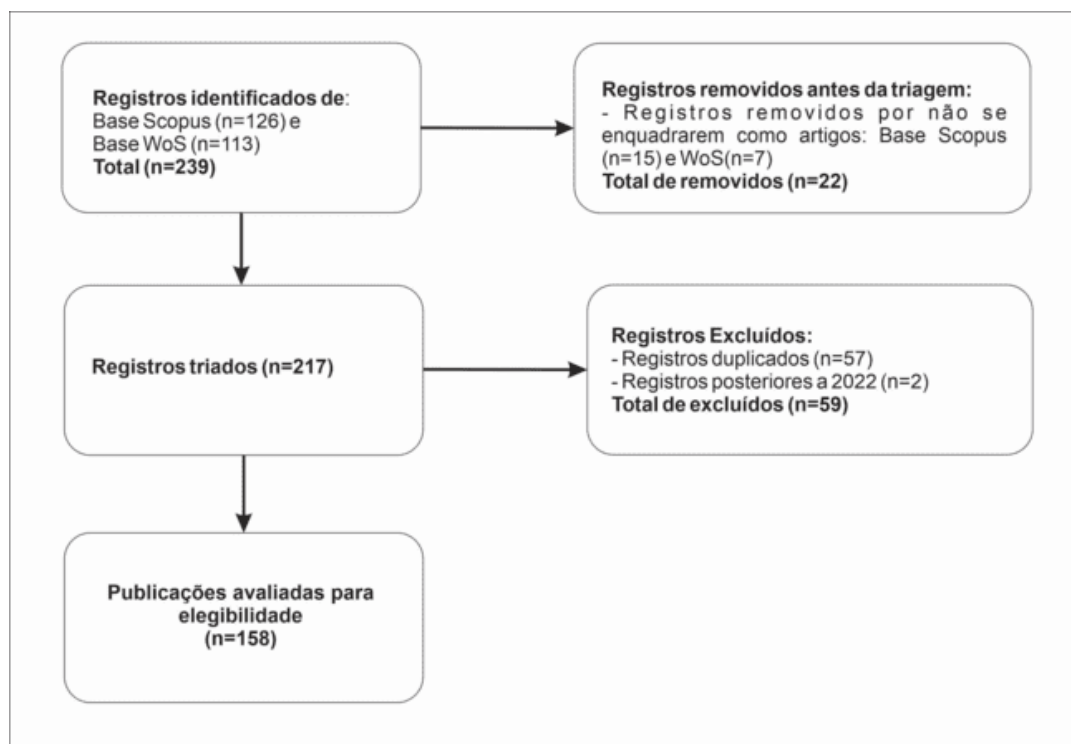 Registros identificados de:
Base Scopus (n=126) e
Base WoS (n=113)
Total (n=239)
Registros removidos antes da triagem:
- Registros removidos por não se
enquadrarem como artigos: Base Scopus
(n=15) e WoS(n=7)
Total de removidos (n=22)
Registros triados (n=217)
Registros Excluídos:
- Registros duplicados (n=57)
- Registros posteriores a 2022 (n=2)
Total de excluídos (n=59)
Publicações avaliadas para
elegibilidade
(n=158)